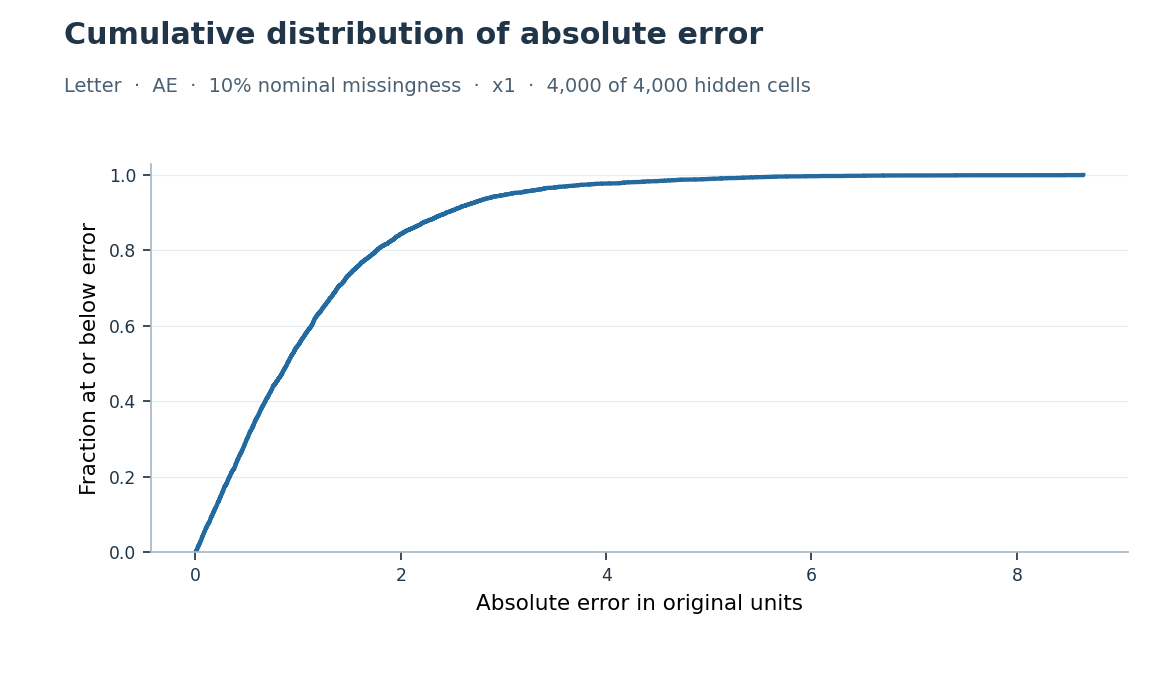 Cumulative distribution of absolute error
Letter · AE · 10% nominal missingness · x1 · 4,000 of 4,000 hidden cells
Fraction at or below error
1.0
0.8
0.6
0.4
0.2
0.0
0 2 4 6 8
Absolute error in original units